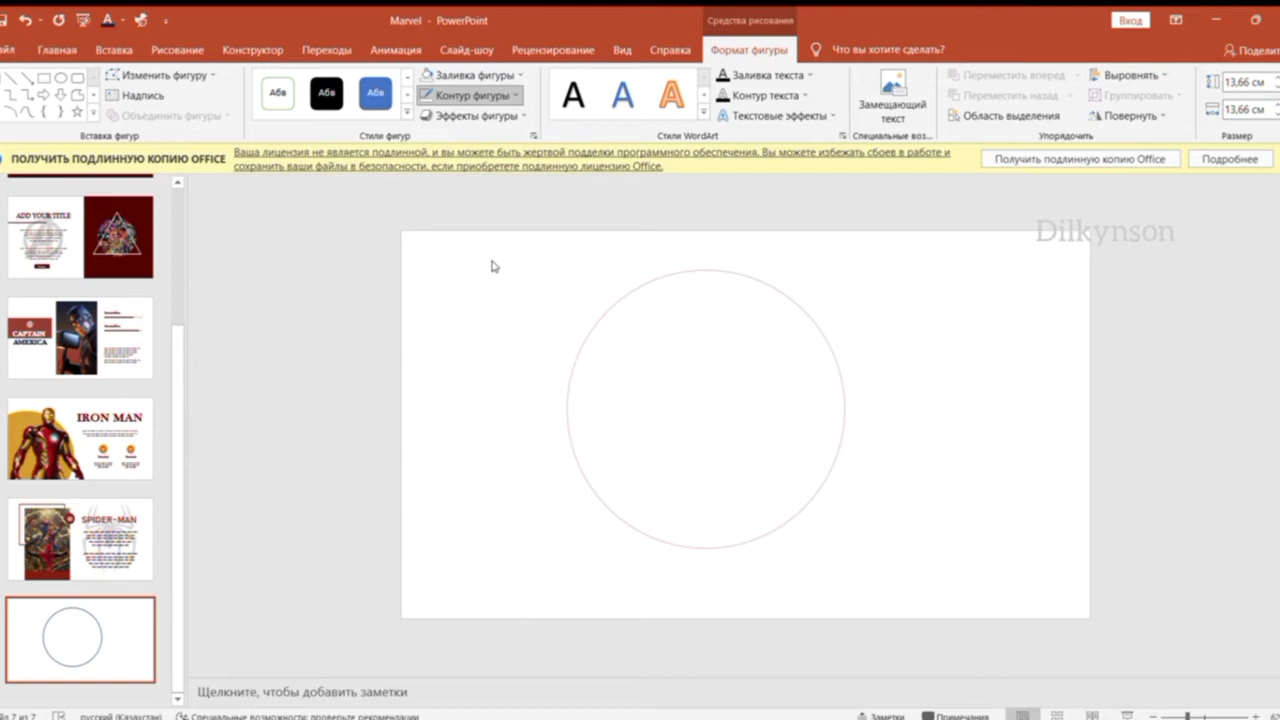 Marvel - PowerPoint
Средства рисования
Вход
айл Главная Вставка Рисование Конструктор Переходы Анимация Слайд-шоу Рецензирование Вид Справка Формат фигуры Что вы хотите сделать? Поделит
Изменить фигуру
Надпись
Объединить фигуры
Вставка фигур
Абв Абв Абв
Заливка фигуры
Контур фигуры
Эффекты фигуры
Стили фигур
A A A
Заливка текста
Контур текста
Текстовые эффекты
Стили WordArt
Замещающий
текст
Специальные воз...
Переместить вперед
Переместить назад
Область выделения
Выровнять
Группировать
Повернуть
Упорядочить
13,66 см
13,66 см
Размер
ПОЛУЧИТЬ ПОДЛИННУЮ КОПИЮ OFFICE
Ваша лицензия не является подлинной, и вы можете быть жертвой подделки программного обеспечения. Вы можете избежать сбоев в работе и
сохранить ваши файлы в безопасности, если приобретете подлинную лицензию Office.
Получить подлинную копию Office
Подробнее
ADD YOUR TITLE
CAPTAIN
AMERICA
IRON MAN
SPIDER-MAN
Dilkynson
Щелкните, чтобы добавить заметки
айд 7 из 7
русский (Казахстан)
Специальные возможности: проверьте рекомендации
Заметки
Примечания